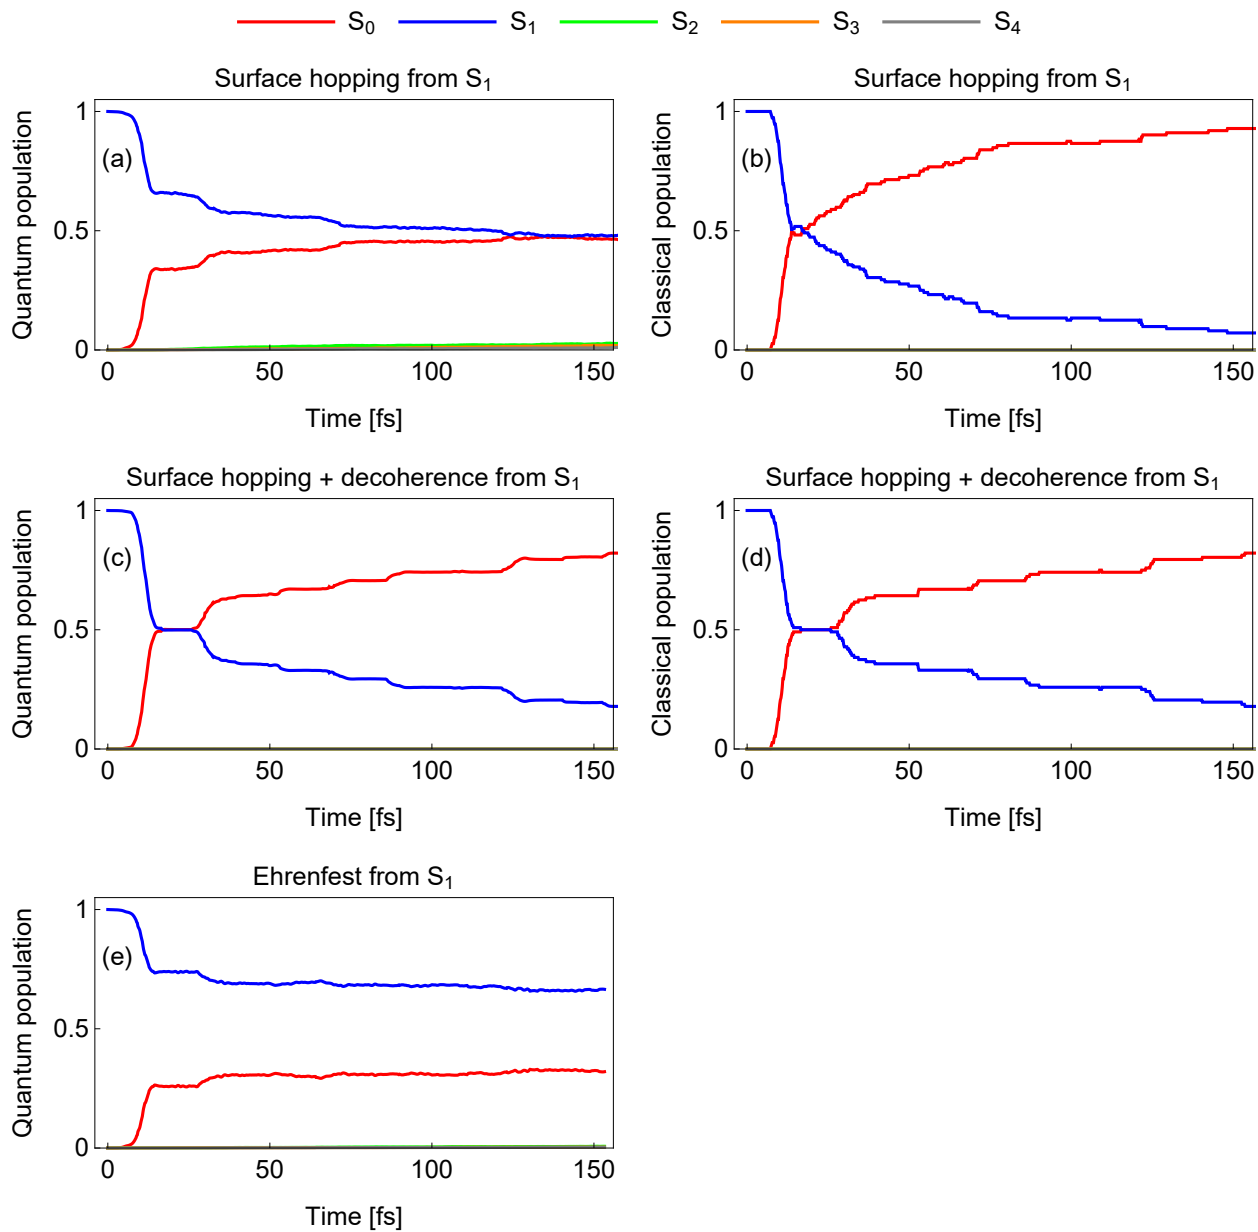 S0 S1 S2 S3 S4
Surface hopping from S1
Quantum population
(a)
1
0.5
0
0 50 100 150
Time [fs]
Surface hopping from S1
Classical population
(b)
1
0.5
0
0 50 100 150
Time [fs]
Surface hopping + decoherence from S1
Quantum population
(c)
1
0.5
0
0 50 100 150
Time [fs]
Surface hopping + decoherence from S1
Classical population
(d)
1
0.5
0
0 50 100 150
Time [fs]
Ehrenfest from S1
Quantum population
(e)
1
0.5
0
0 50 100 150
Time [fs]